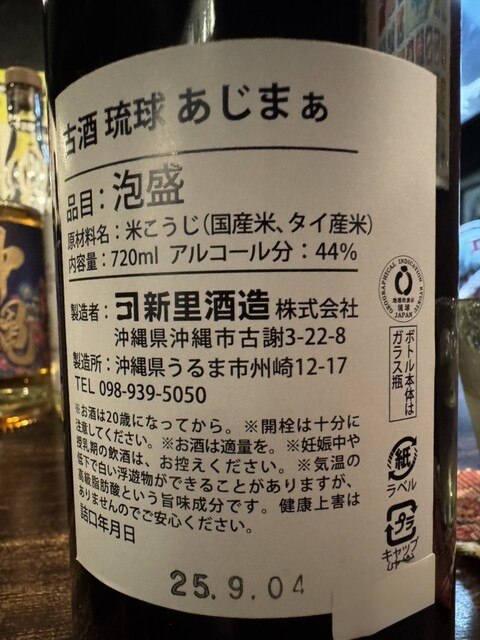 古酒 琉球 あじまぁ
品目：泡盛
原材料名：米こうじ（国産米、タイ産米）
内容量：720ml アルコール分：44%
製造者：新里酒造 株式会社
沖縄県沖縄市古謝3-22-8
製造所：沖縄県うるま市州崎12-17
TEL 098-939-5050
※お酒は20歳になってから。※開栓は十分に
注意してください。※お酒は適量を。※妊娠中や
授乳期の飲酒は、お控えください。※気温の
低下で白い浮遊物ができることがありますが、
高級脂肪酸という旨味成分です。健康上害は
ありませんのでご安心ください。
詰口年月日
25.9.04
GEOGRAPHICAL INDICATION
JAPAN
ボトル本体は
ガラス瓶
紙
ラベル
プラ
キャップ
沖縄